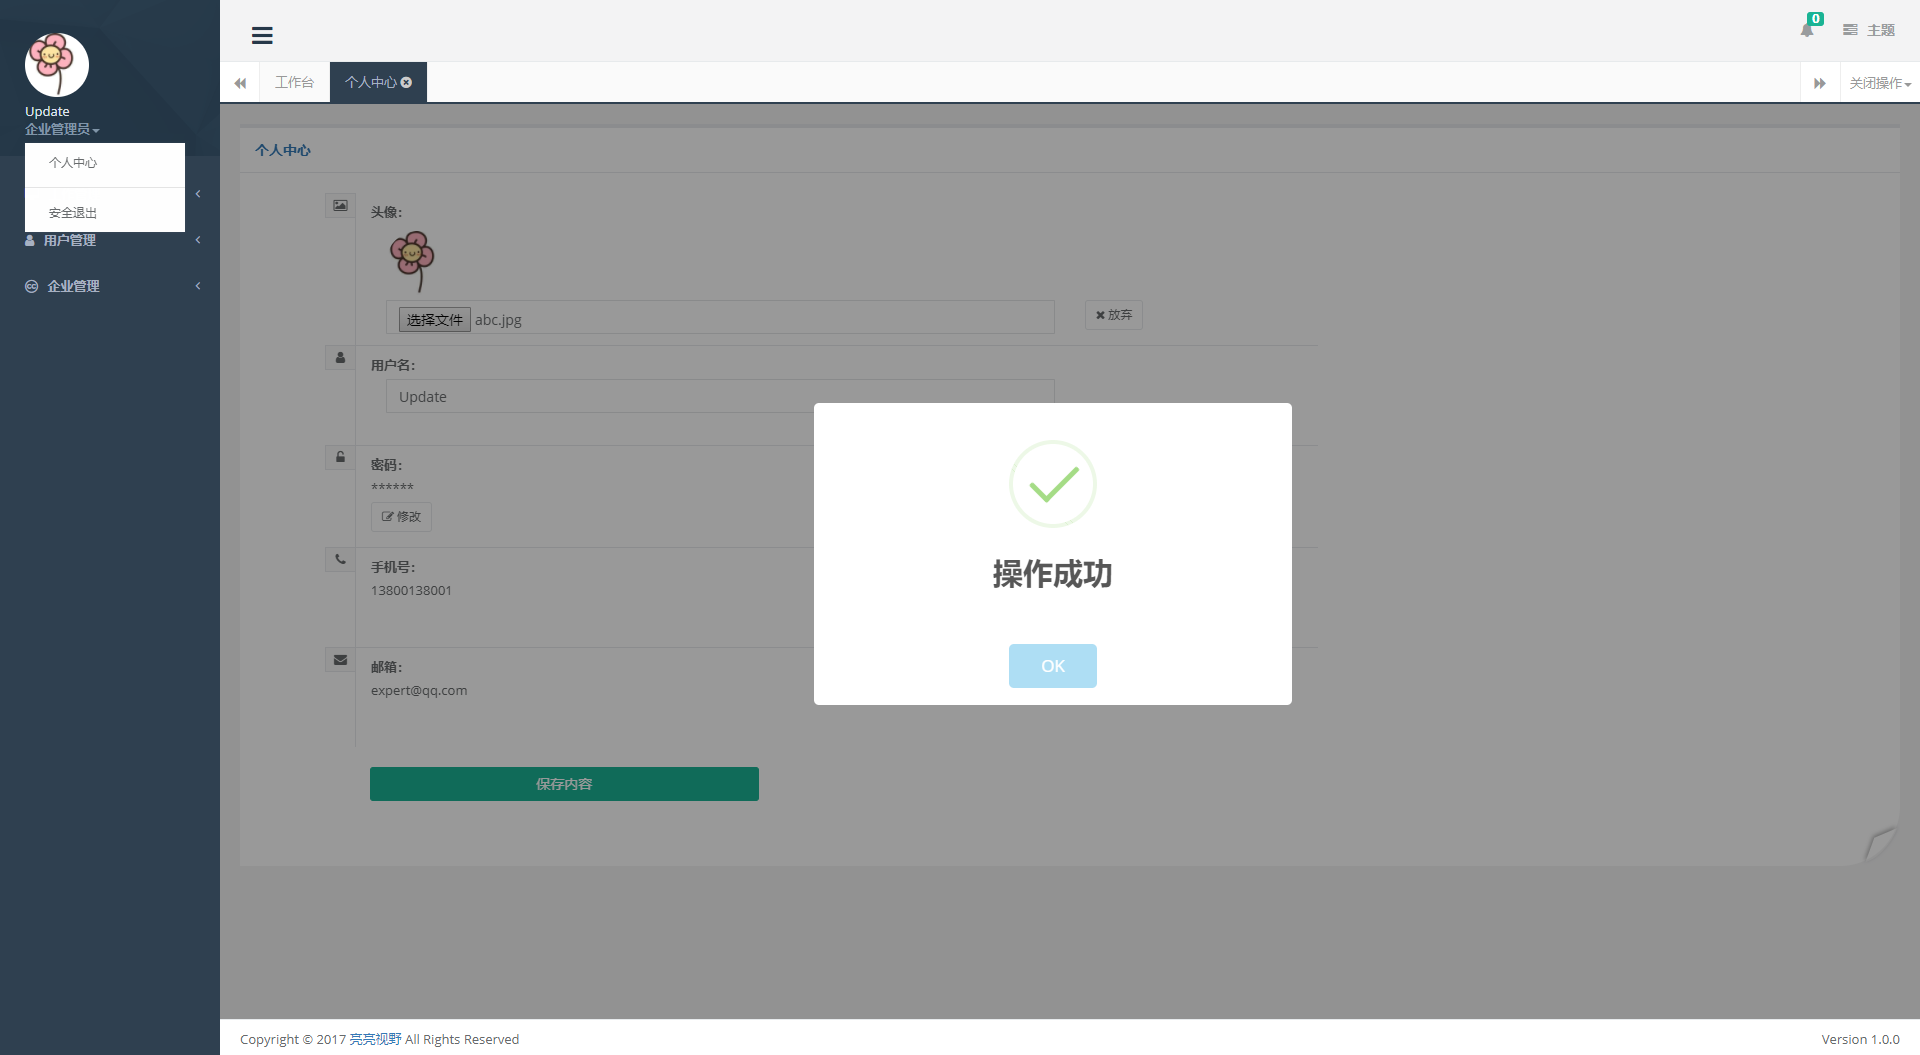 0
主题
工作台
个人中心
关闭操作
Update
企业管理员
个人中心
安全退出
用户管理
企业管理
个人中心
头像：
选择文件 abc.jpg
放弃
用户名：
Update
密码：
******
修改
手机号：
13800138001
邮箱：
expert@qq.com
保存内容
操作成功
OK
Copyright © 2017 亮亮视野 All Rights Reserved
Version 1.0.0